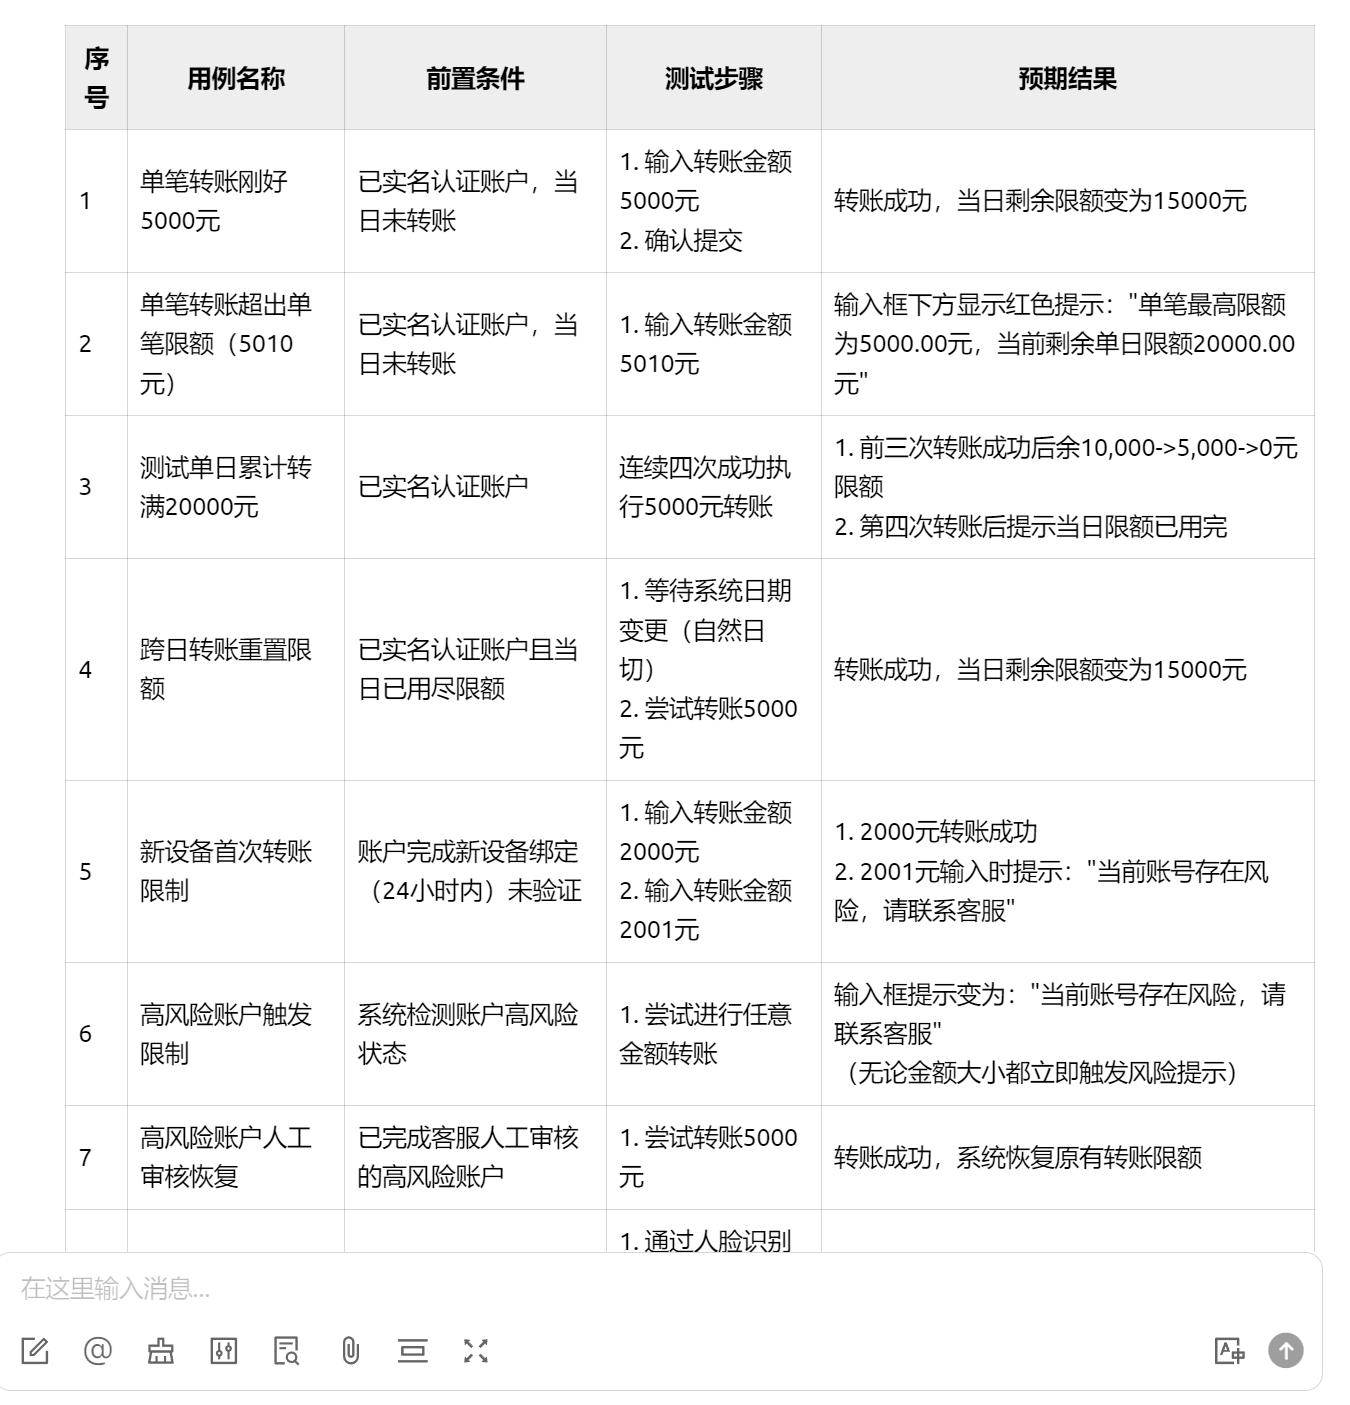 序号
用例名称
前置条件
测试步骤
预期结果
1
单笔转账刚好
5000元
已实名认证账户，当
日未转账
1. 输入转账金额
5000元
2. 确认提交
转账成功，当日剩余限额变为15000元
2
单笔转账超出单
笔限额（5010
元）
已实名认证账户，当
日未转账
1. 输入转账金额
5010元
输入框下方显示红色提示："单笔最高限额
为5000.00元，当前剩余单日限额20000.00
元"
3
测试单日累计转
满20000元
已实名认证账户
连续四次成功执
行5000元转账
1. 前三次转账成功后余10,000->5,000->0元
限额
2. 第四次转账后提示当日限额已用完
4
跨日转账重置限
额
已实名认证账户且当
日已用尽限额
1. 等待系统日期
变更（自然日
切）
2. 尝试转账5000
元
转账成功，当日剩余限额变为15000元
5
新设备首次转账
限制
账户完成新设备绑定
（24小时内）未验证
1. 输入转账金额
2000元
2. 输入转账金额
2001元
1. 2000元转账成功
2. 2001元输入时提示："当前账号存在风
险，请联系客服"
6
高风险账户触发
限制
系统检测账户高风险
状态
1. 尝试进行任意
金额转账
输入框提示变为："当前账号存在风险，请
联系客服"
（无论金额大小都立即触发风险提示）
7
高风险账户人工
审核恢复
已完成客服人工审核
的高风险账户
1. 尝试转账5000
元
转账成功，系统恢复原有转账限额
1. 通过人脸识别
在这里输入消息...